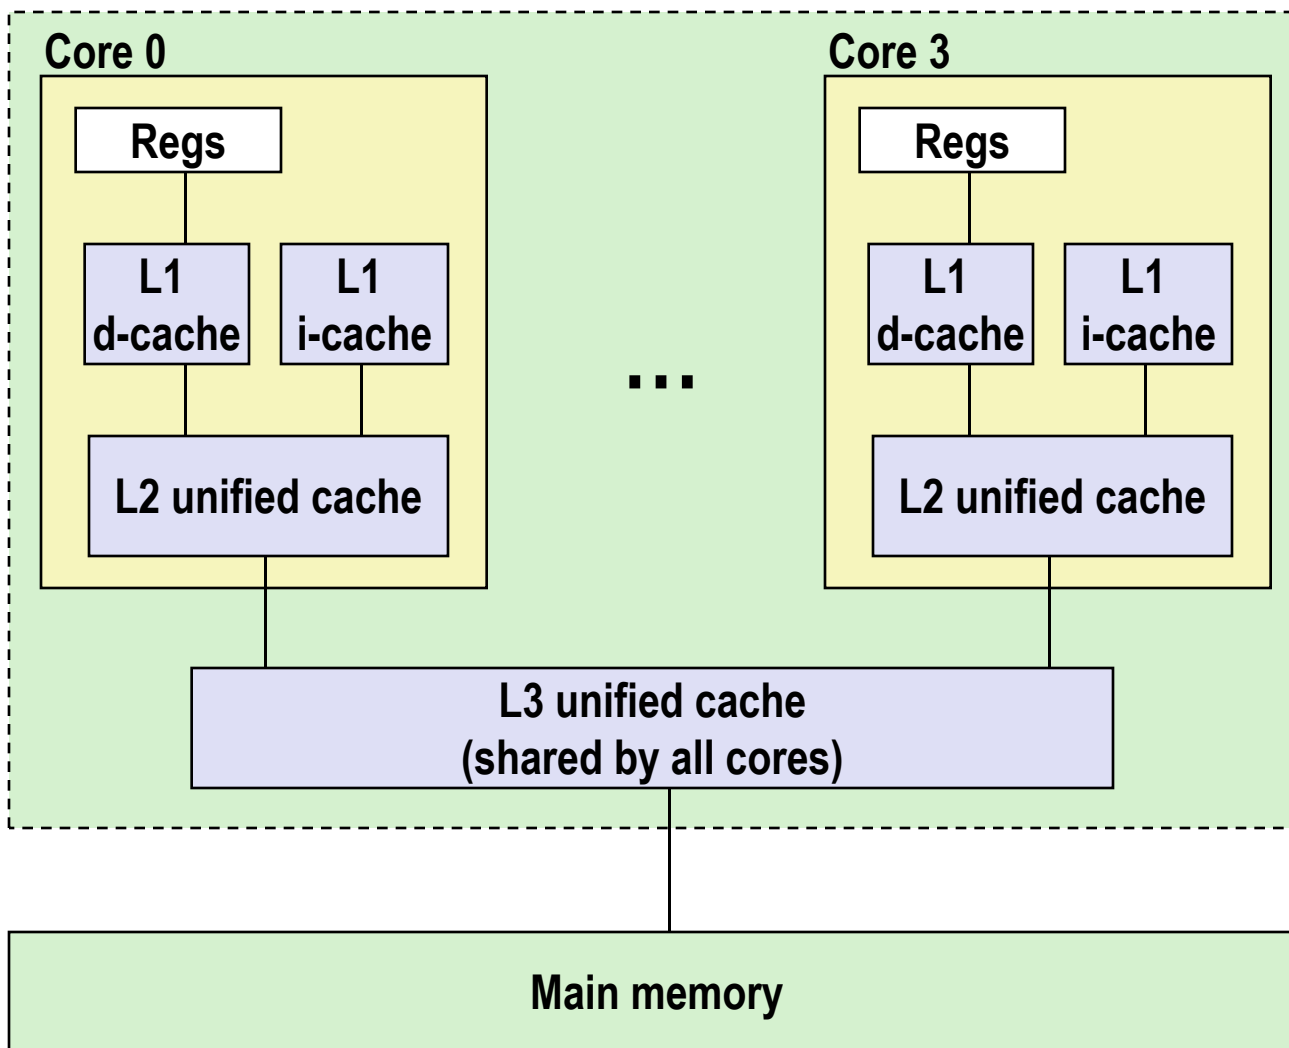 Core 0
Regs
L1
d-cache
L1
i-cache
L2 unified cache
...
Core 3
Regs
L1
d-cache
L1
i-cache
L2 unified cache
L3 unified cache
(shared by all cores)
Main memory